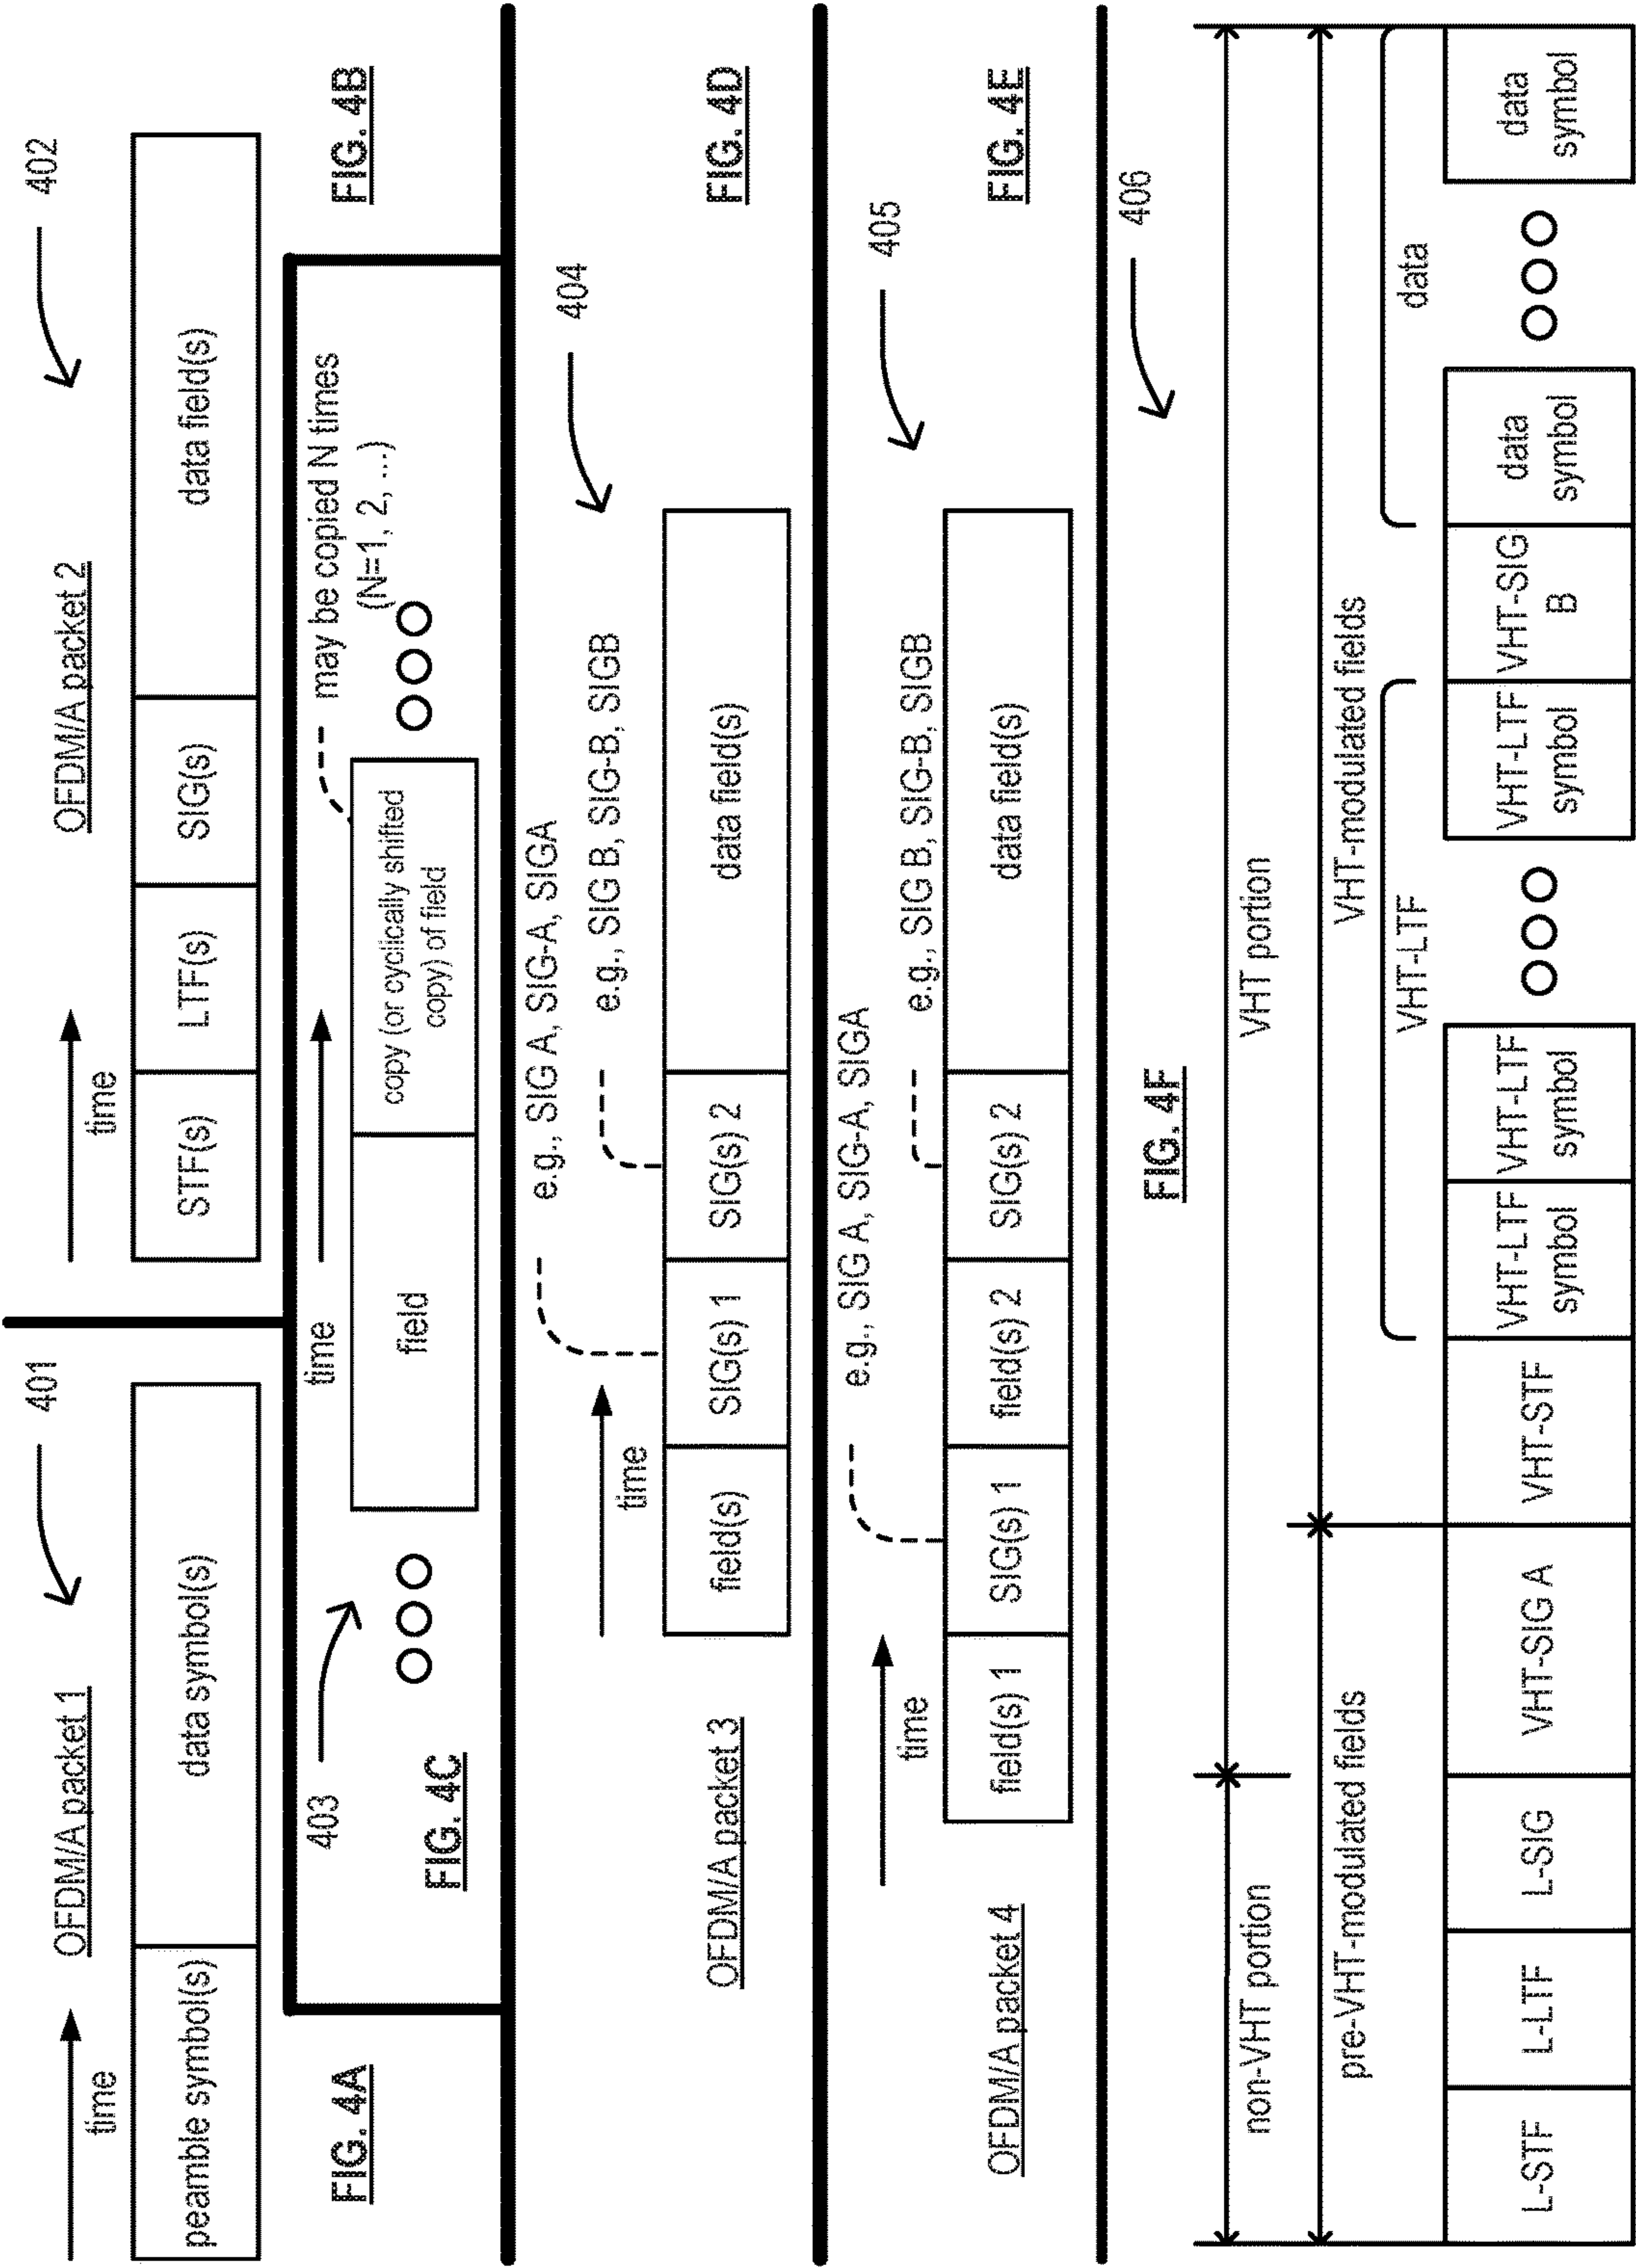 OFDM/A packet 1
401
time
peamble symbol(s)
data symbol(s)
FIG. 4A
OFDM/A packet 2
402
time
STF(s)
LTF(s)
SIG(s)
data field(s)
FIG. 4B
403
time
may be copied N times
(N=1, 2, ...)
field
copy (or cyclically shifted
copy) of field
FIG. 4C
404
e.g., SIG A, SIG-A, SIGA
e.g., SIG B, SIG-B, SIGB
time
field(s)
SIG(s) 1
SIG(s) 2
data field(s)
OFDM/A packet 3
FIG. 4D
405
e.g., SIG A, SIG-A, SIGA
e.g., SIG B, SIG-B, SIGB
time
field(s) 1
SIG(s) 1
field(s) 2
SIG(s) 2
data field(s)
OFDM/A packet 4
FIG. 4E
406
FIG. 4F
non-VHT portion
VHT portion
pre-VHT-modulated fields
VHT-modulated fields
VHT-LTF
data
L-STF
L-LTF
L-SIG
VHT-SIG A
VHT-STF
VHT-LTF
symbol
VHT-LTF
symbol
VHT-LTF
symbol
VHT-SIG
B
data
symbol
data
symbol